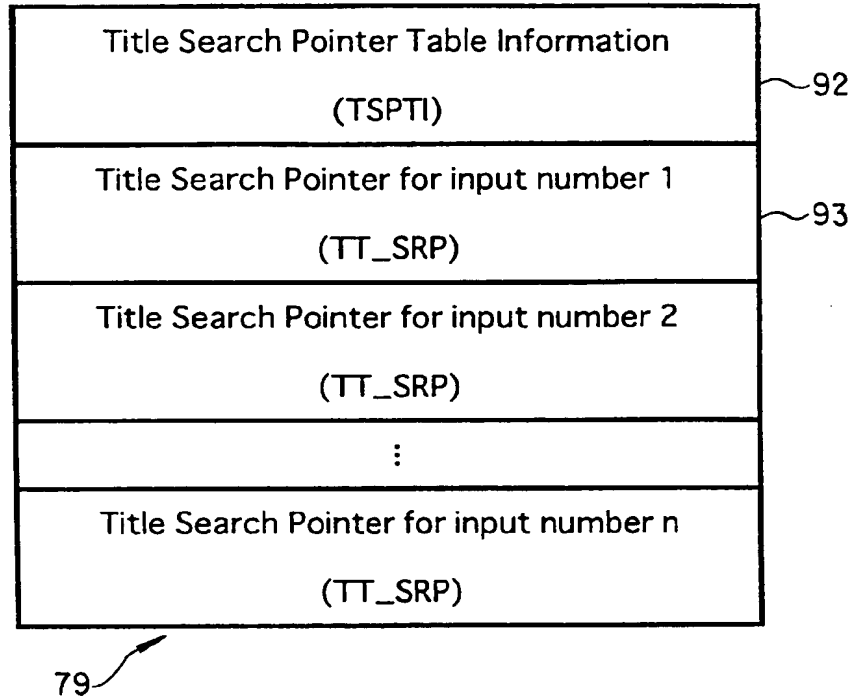 Title Search Pointer Table Information
(TSPTI)
92
Title Search Pointer for input number 1
(TT_SRP)
93
Title Search Pointer for input number 2
(TT_SRP)
⋮
Title Search Pointer for input number n
(TT_SRP)
79